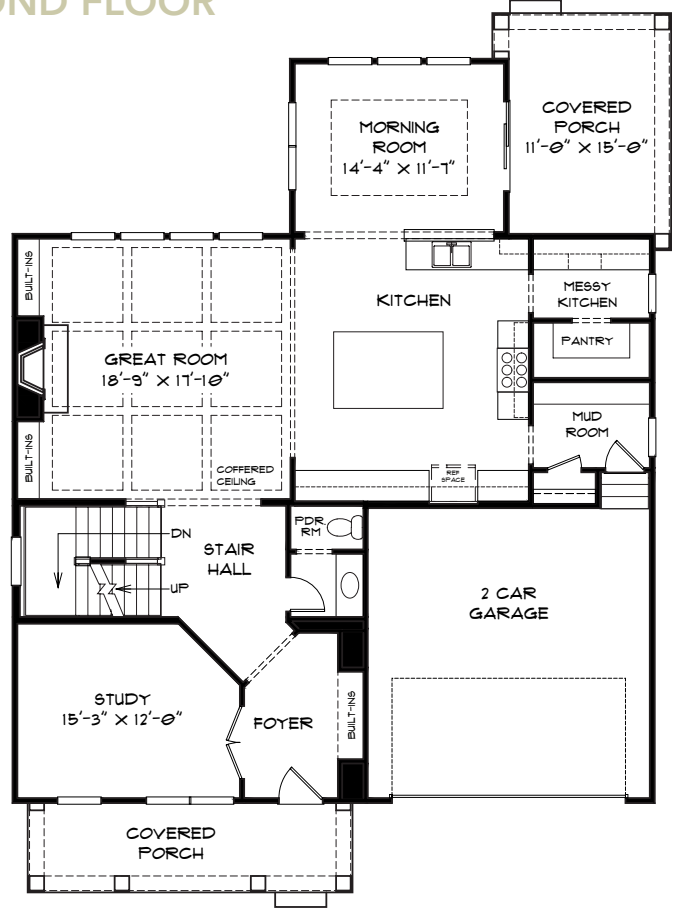 OND FLOOR
COVERED
PORCH
11'-0" X 15'-0"
MORNING
ROOM
14'-4" X 11'-7"
BUILT-INS
KITCHEN
MESSY
KITCHEN
PANTRY
GREAT ROOM
18'-9" X 17'-10"
MUD
ROOM
BUILT-INS
COFFERED
CEILING
REF
SPACE
PDR
RM
DN
STAIR
HALL
UP
2 CAR
GARAGE
STUDY
15'-3" X 12'-0"
FOYER
BUILT-INS
COVERED
PORCH